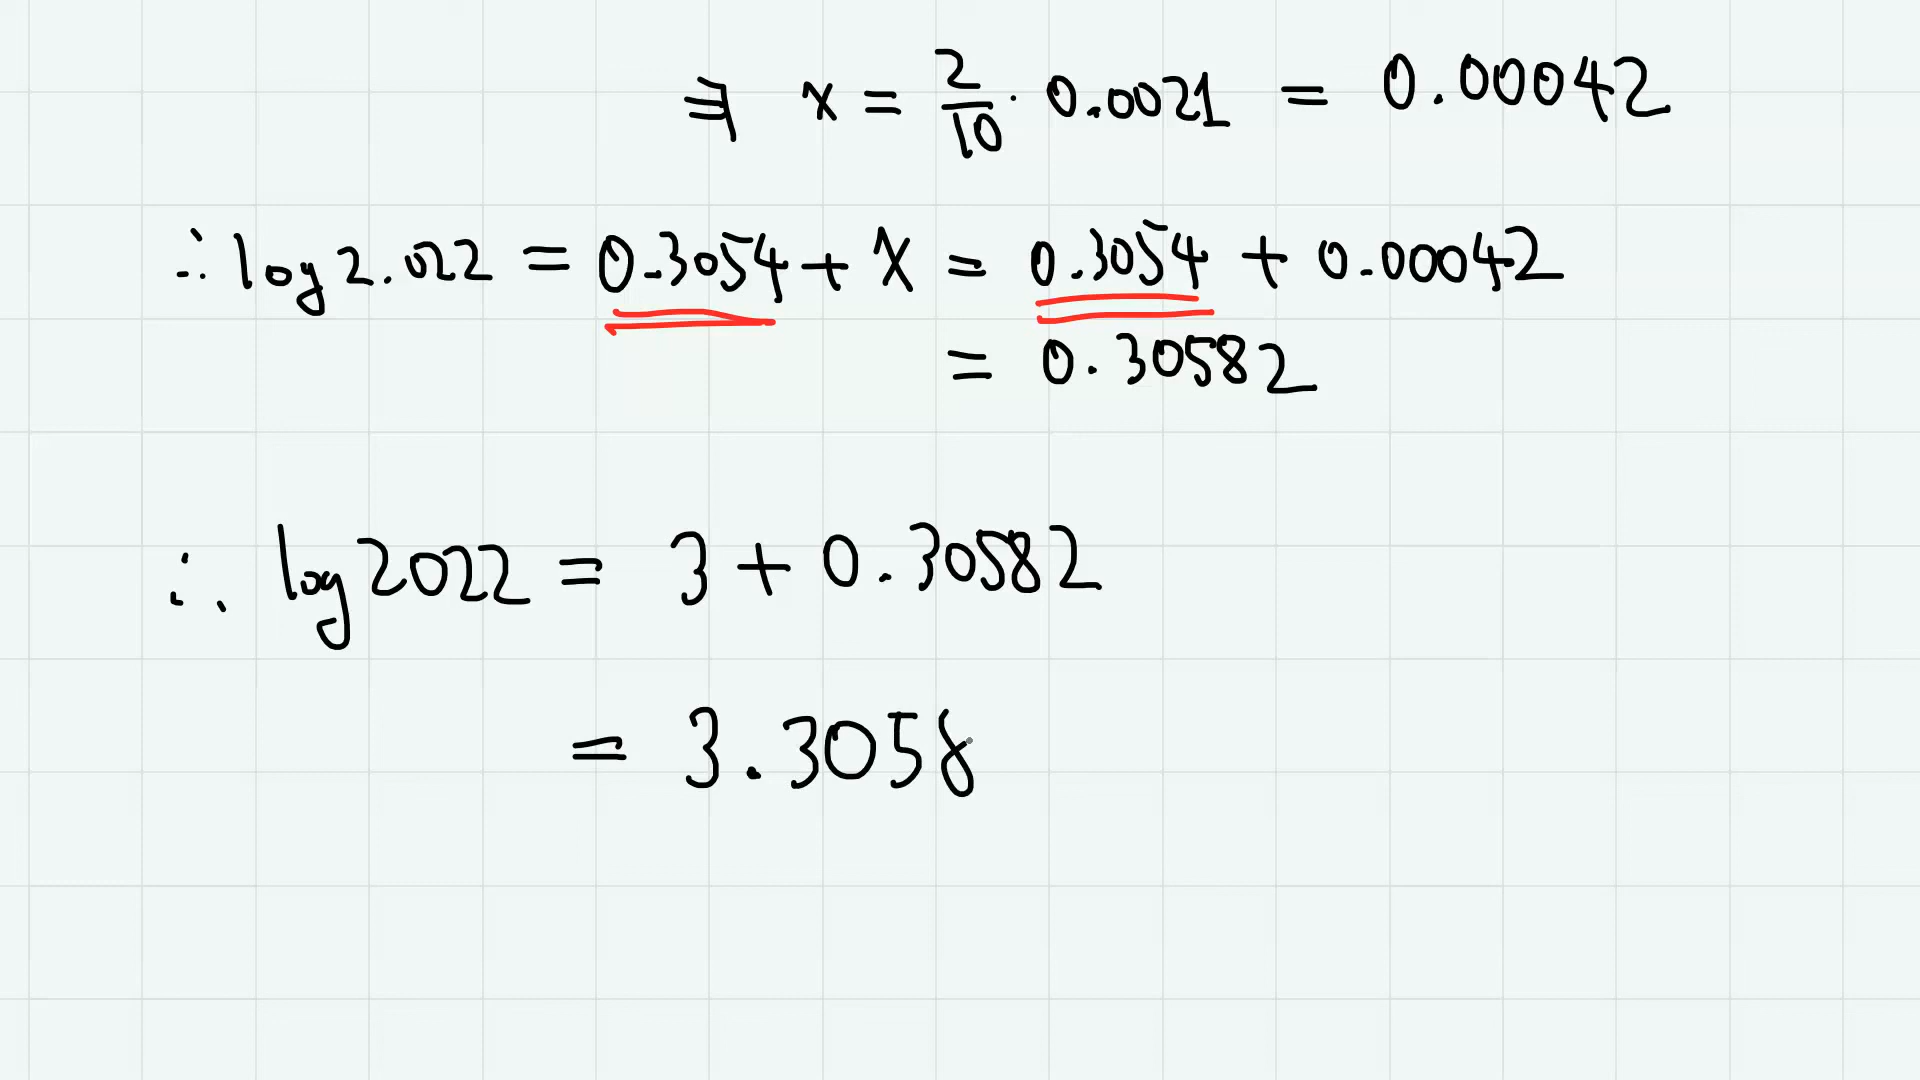 ⇒ x = 2/10 · 0.0021 = 0.00042
∴ log 2.022 = 0.3054 + x = 0.3054 + 0.00042
= 0.30582
∴ log 2022 = 3 + 0.30582
= 3.3058